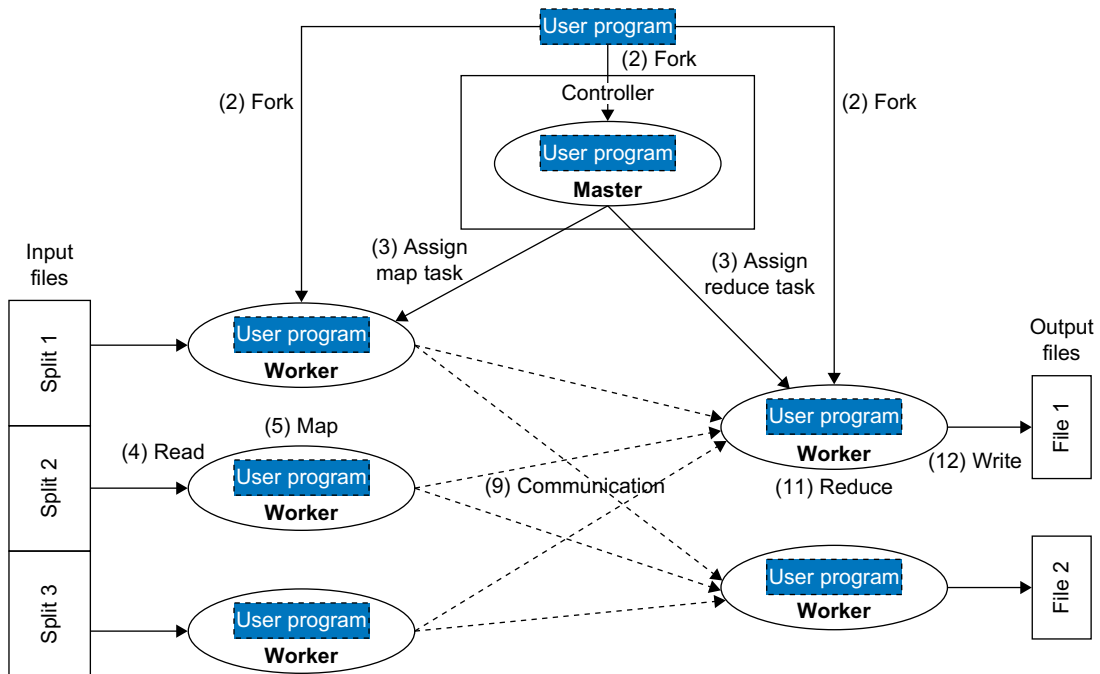 User program
(2) Fork
(2) Fork
(2) Fork
Controller
User program
Master
(3) Assign
map task
(3) Assign
reduce task
Input
files
Split 1
Split 2
Split 3
User program
Worker
(4) Read
(5) Map
User program
Worker
User program
Worker
(9) Communication
User program
Worker
(11) Reduce
(12) Write
User program
Worker
Output
files
File 1
File 2